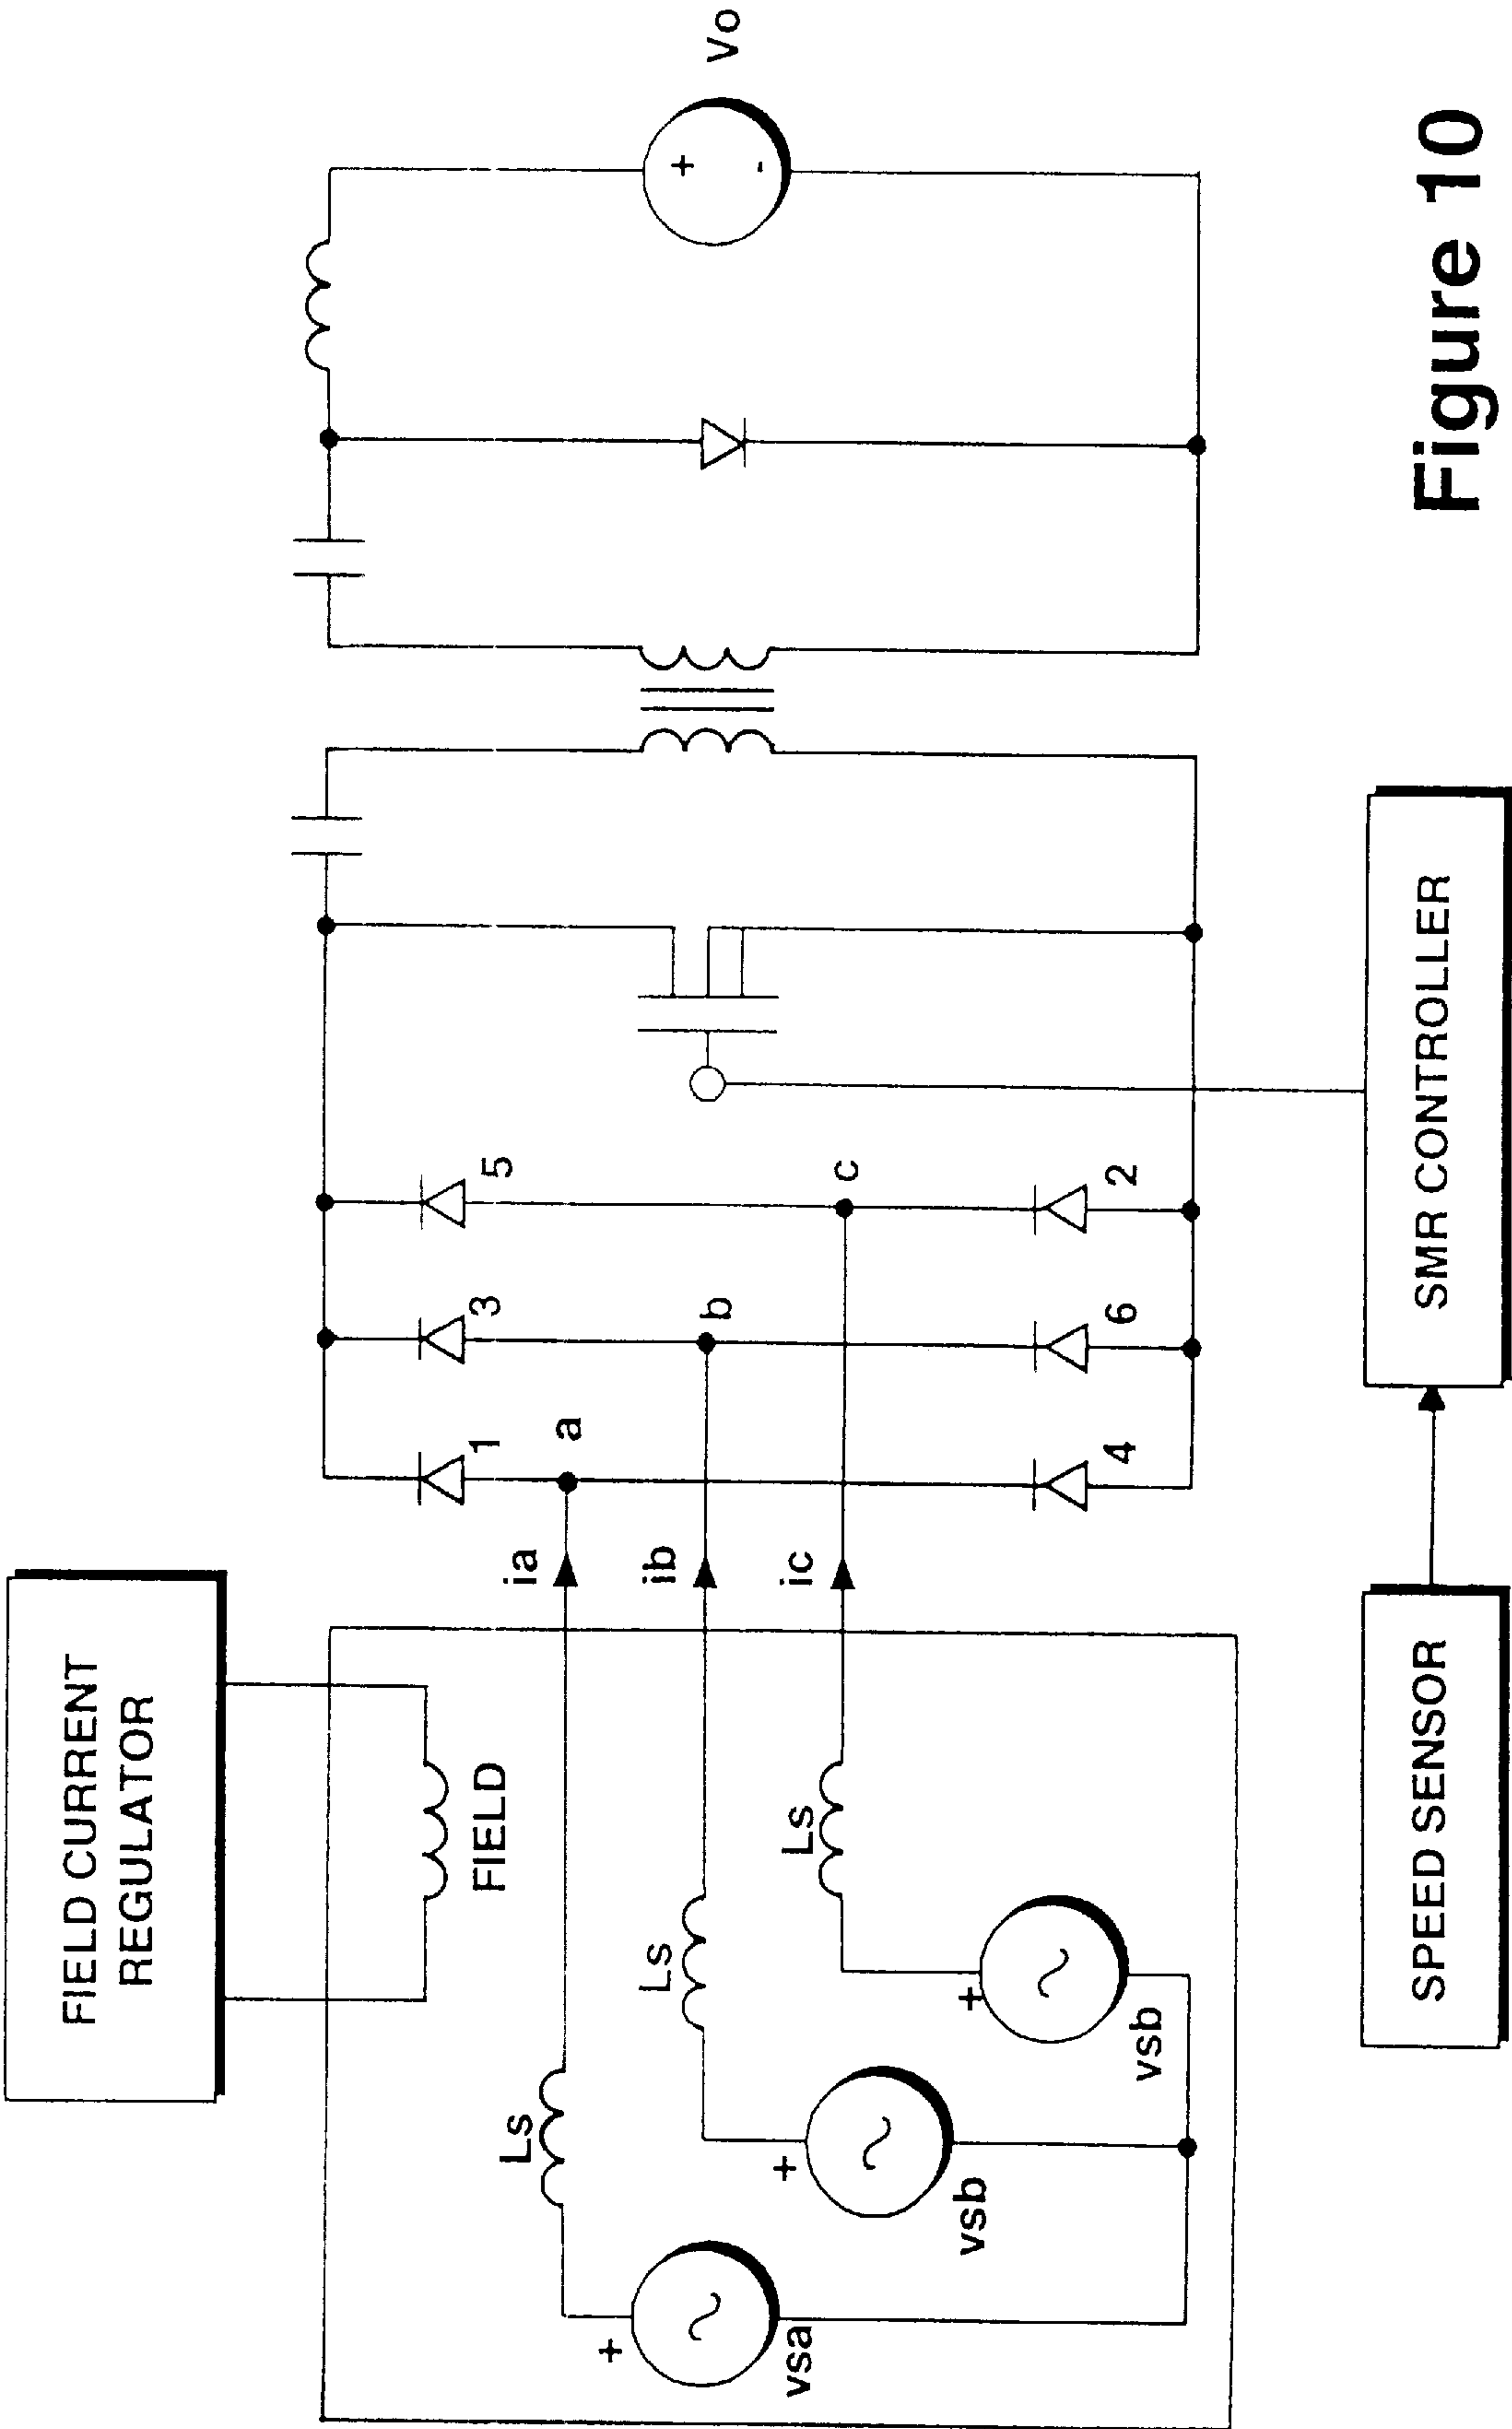 FIELD CURRENT
REGULATOR
FIELD
Ls
Ls
Ls
+
+
+
vsa
vsb
vsb
ia
ib
ic
a
b
c
1
3
5
4
6
2
+
-
Vo
SPEED SENSOR
SMR CONTROLLER
Figure 10